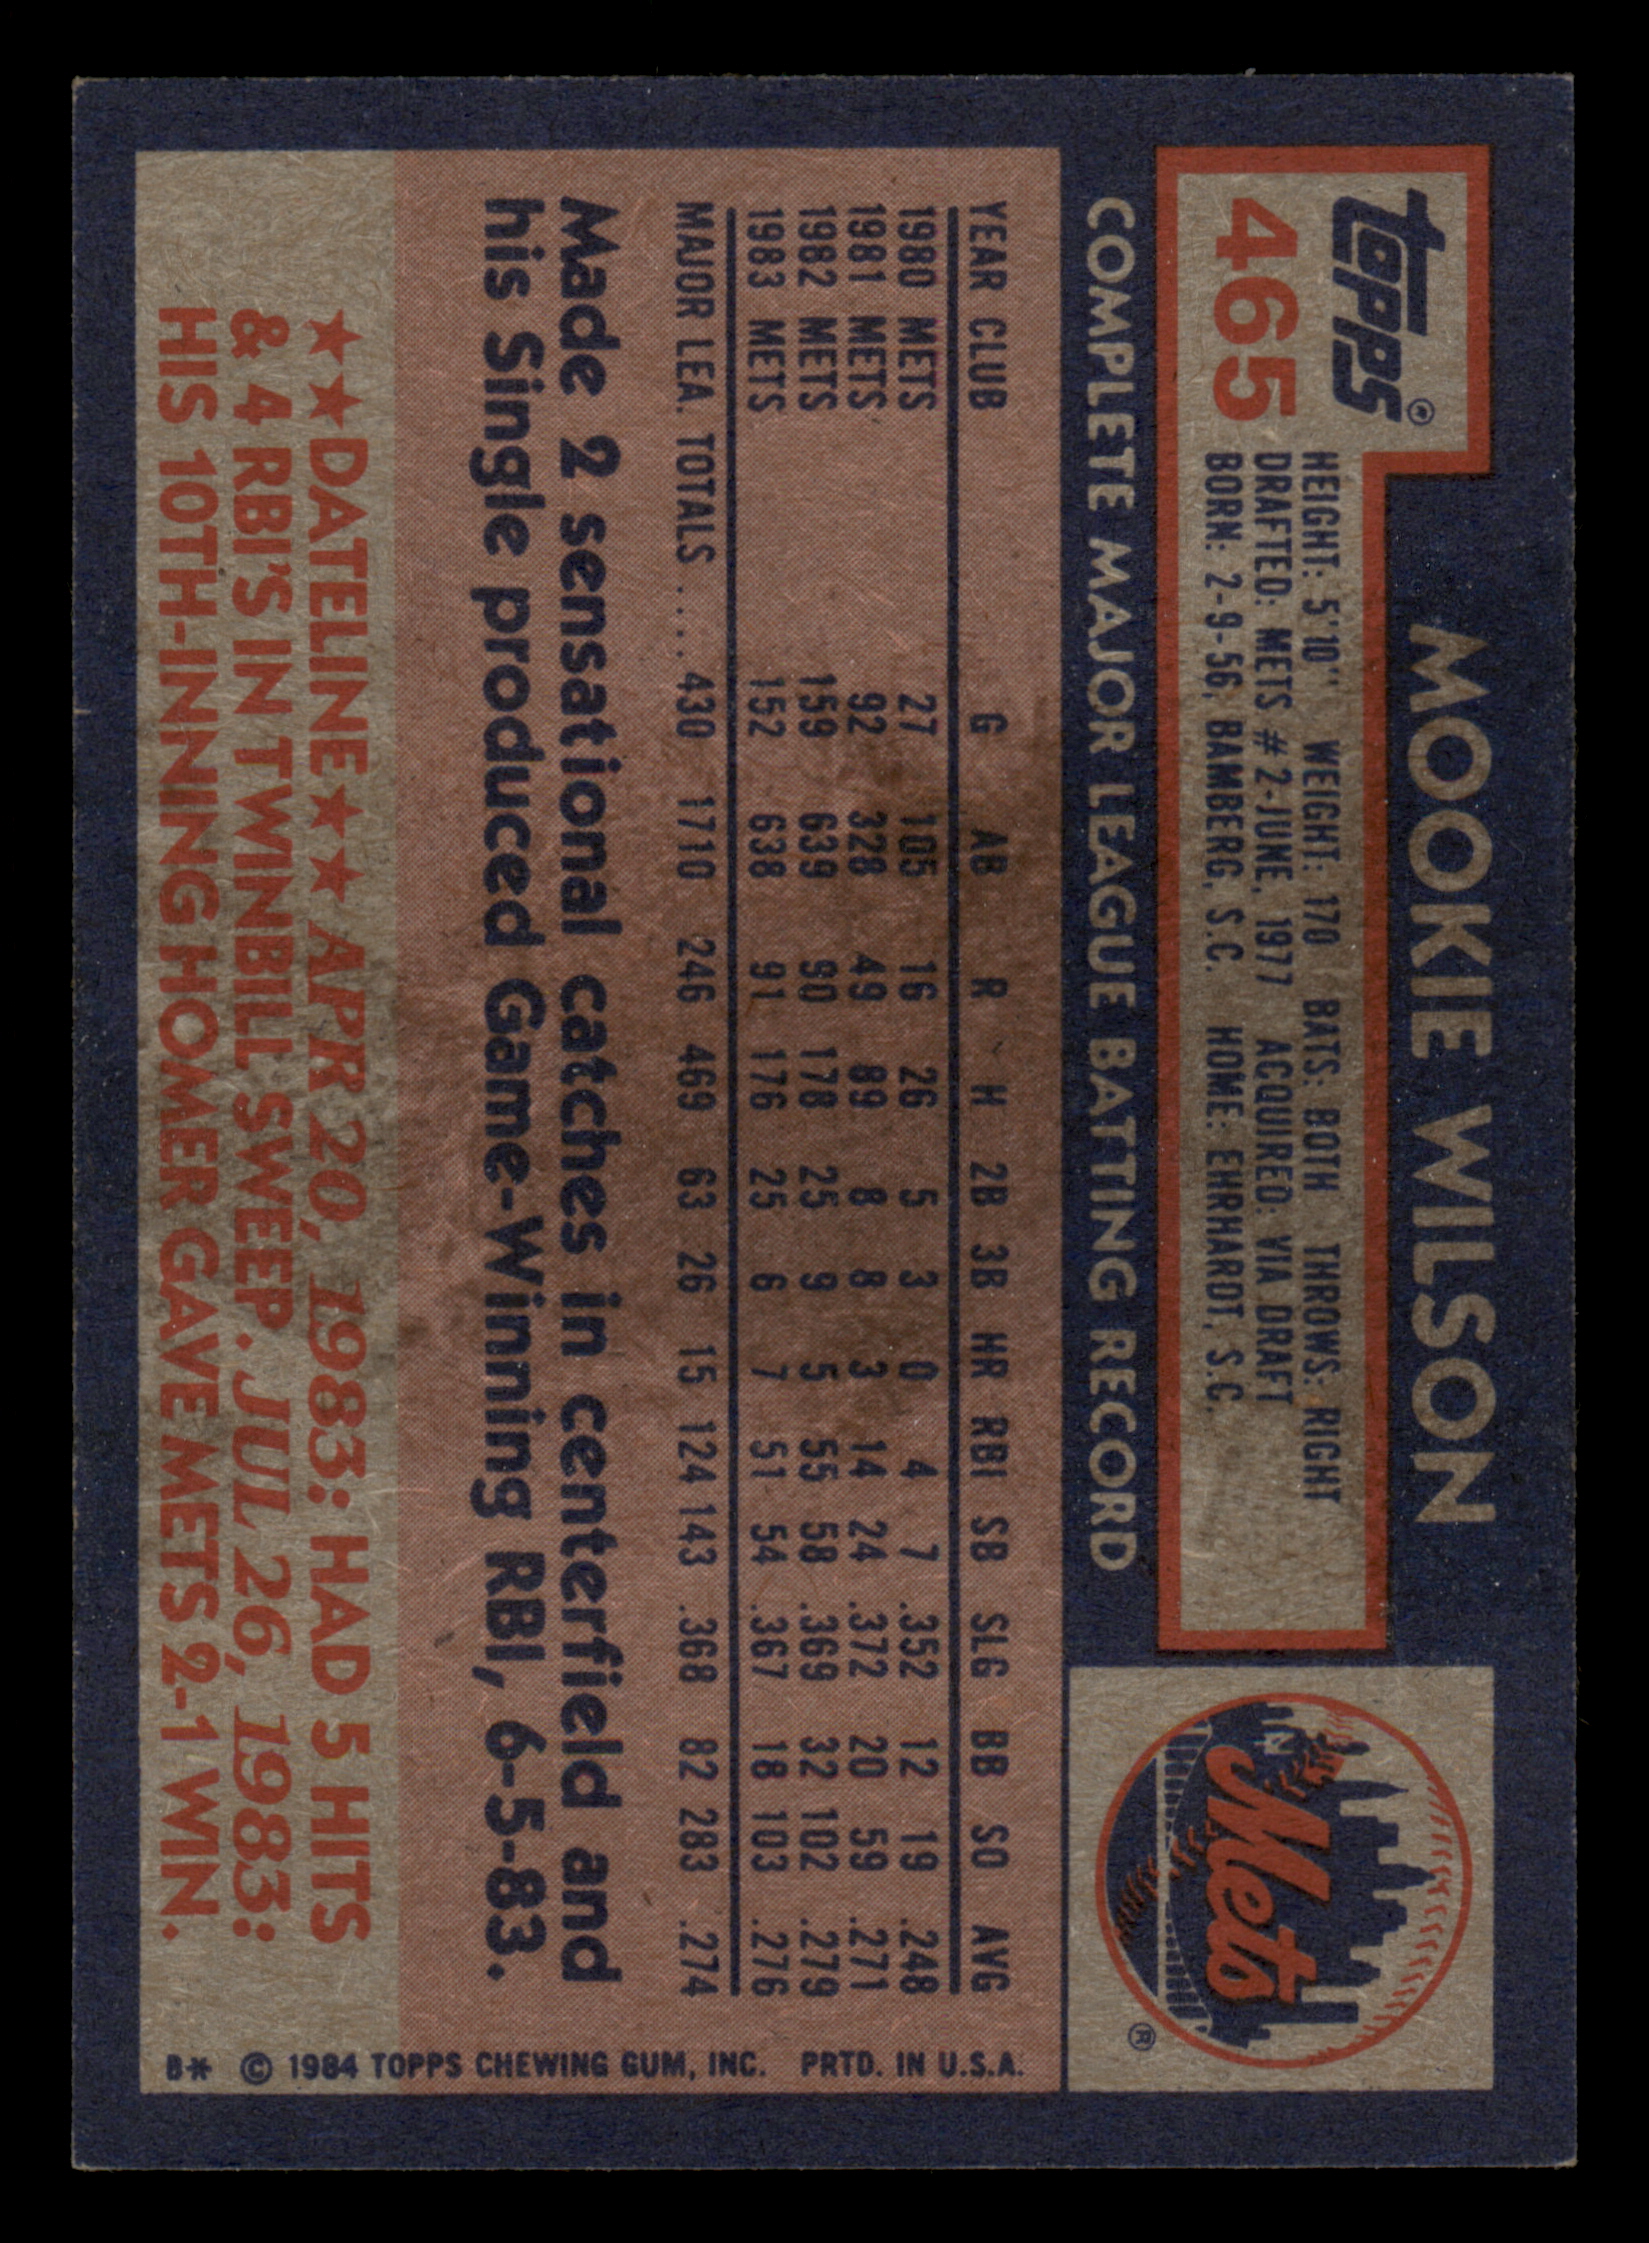 MOOKIE WILSON
Topps®
465
HEIGHT: 5'10" WEIGHT: 170 BATS: BOTH THROWS: RIGHT
DRAFTED: METS #2-JUNE, 1977 ACQUIRED: VIA DRAFT
BORN: 2-9-56, BAMBERG, S.C. HOME: EHRHARDT, S.C.
Mets
NY
®
COMPLETE MAJOR LEAGUE BATTING RECORD
YEAR CLUB G AB R H 2B 3B HR RBI SB SLG BB SO AVG
1980 METS 27 105 16 26 5 3 0 4 7 .352 12 19 .248
1981 METS 92 328 49 89 8 8 3 14 24 .372 20 59 .271
1982 METS 159 639 90 178 25 9 5 55 58 .369 32 102 .279
1983 METS 152 638 91 176 25 6 7 51 54 .367 18 103 .276
MAJOR LEA. TOTALS .... 430 1710 246 469 63 26 15 124 143 .368 82 283 .274
Made 2 sensational catches in centerfield and
his Single produced Game-Winning RBI, 6-5-83.
★★DATELINE★★ APR 20, 1983: HAD 5 HITS
& 4 RBI'S IN TWINBILL SWEEP. JUL 26, 1983:
HIS 10TH-INNING HOMER GAVE METS 2-1 WIN.
B* © 1984 TOPPS CHEWING GUM, INC. PRTD. IN U.S.A.